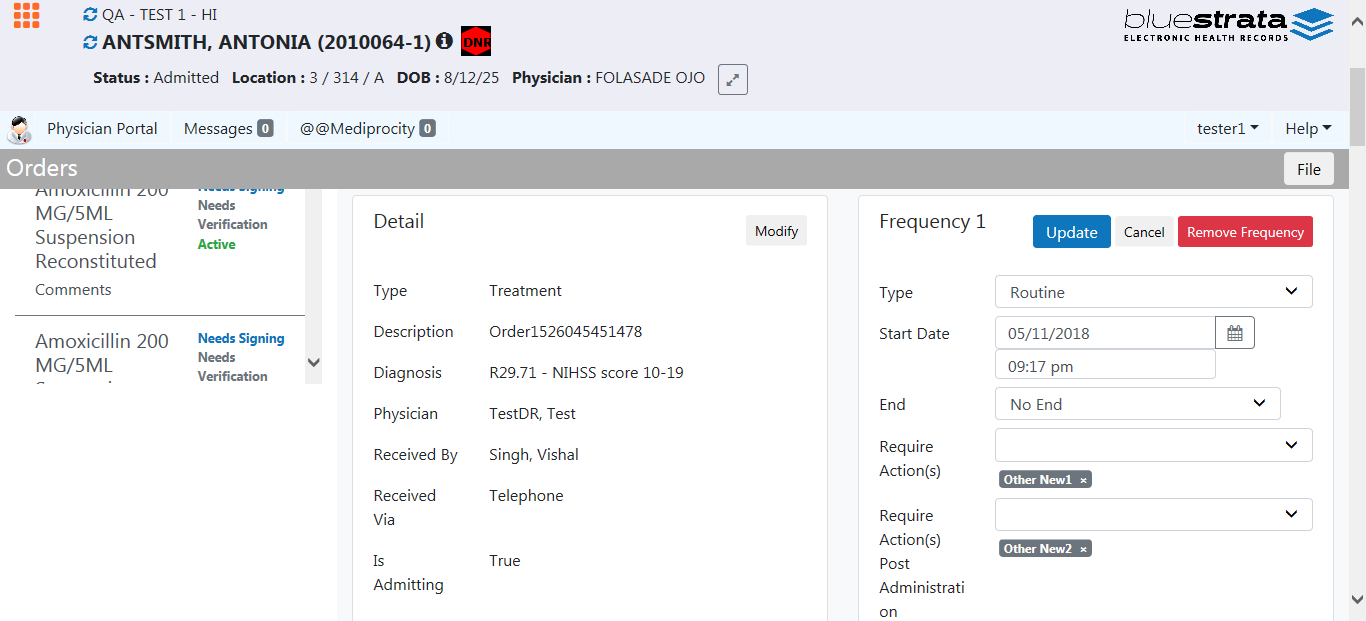 QA - TEST 1 - HI
ANTSMITH, ANTONIA (2010064-1) DNR
Status : Admitted Location : 3 / 314 / A DOB : 8/12/25 Physician : FOLASADE OJO
bluestrata
ELECTRONIC HEALTH RECORDS
Physician Portal Messages 0 @@Mediprocity 0 tester1 Help
Orders File
Amoxicillin 200
MG/5ML
Suspension
Reconstituted
Comments
Needs Signing
Needs
Verification
Active
Amoxicillin 200
MG/5ML
Needs Signing
Needs
Verification
Detail
Modify
Type Treatment
Description Order1526045451478
Diagnosis R29.71 - NIHSS score 10-19
Physician TestDR, Test
Received By Singh, Vishal
Received
Via
Telephone
Is
Admitting
True
Frequency 1
Update Cancel Remove Frequency
Type Routine
Start Date 05/11/2018
09:17 pm
End No End
Require
Action(s)
Other New1 ×
Require
Action(s)
Post
Administrati
on
Other New2 ×